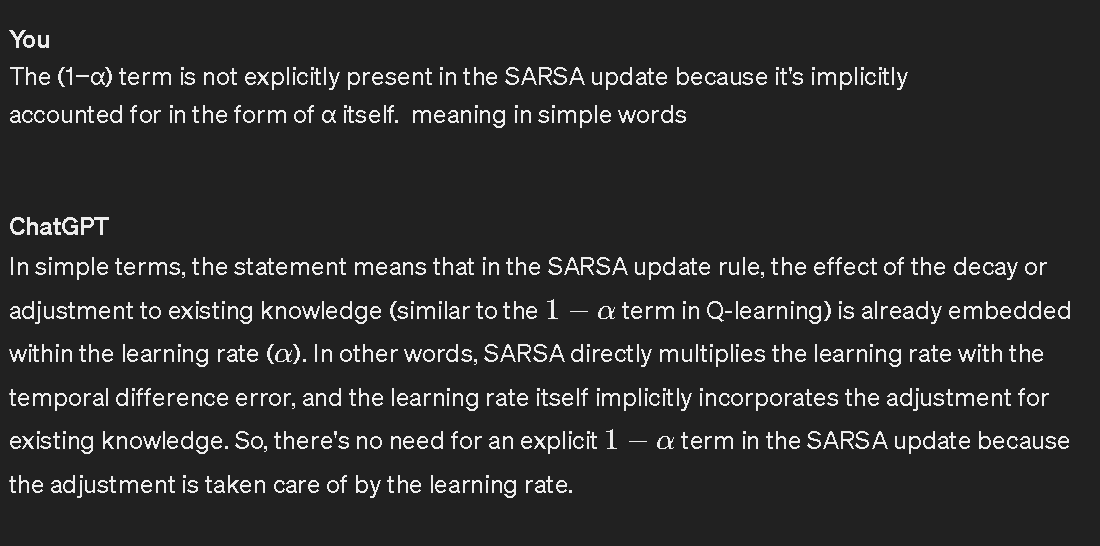 You
The (1−α) term is not explicitly present in the SARSA update because it's implicitly
accounted for in the form of α itself.  meaning in simple words
ChatGPT
In simple terms, the statement means that in the SARSA update rule, the effect of the decay or
adjustment to existing knowledge (similar to the 1 − α term in Q-learning) is already embedded
within the learning rate (α). In other words, SARSA directly multiplies the learning rate with the
temporal difference error, and the learning rate itself implicitly incorporates the adjustment for
existing knowledge. So, there's no need for an explicit 1 − α term in the SARSA update because
the adjustment is taken care of by the learning rate.